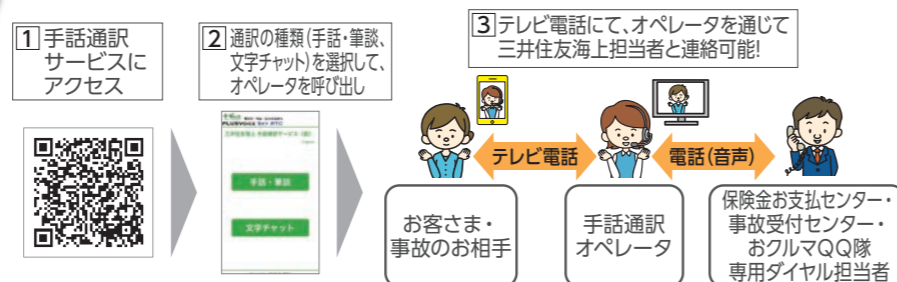 1 手話通訳
サービスに
アクセス
2 通訳の種類(手話・筆談、
文字チャット)を選択して、
オペレータを呼び出し
手話・筆談
文字チャット
3 テレビ電話にて、オペレータを通じて
三井住友海上担当者と連絡可能!
テレビ電話
電話(音声)
お客さま・
事故のお相手
手話通訳
オペレータ
保険金お支払センター・
事故受付センター・
おクルマQQ隊
専用ダイヤル担当者